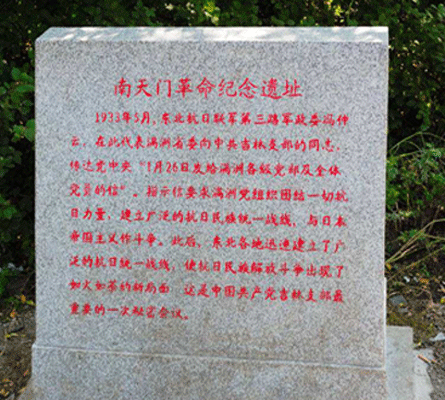 南天门革命纪念遗址
1933年5月，东北抗日联军第三路军政委冯仲
云，在此代表满洲省委向中共吉林支部的同志，
传达党中央“1月26日发给满洲各级党部及全体
党员的信”。指示信要求满洲党组织团结一切抗
日力量，建立广泛的抗日民族统一战线，与日本
帝国主义作斗争。此后，东北各地迅速建立了广
泛的抗日统一战线，使抗日民族解放斗争出现了
如火如荼的新局面 这是中国共产党吉林支部最
重要的一次秘密会议。